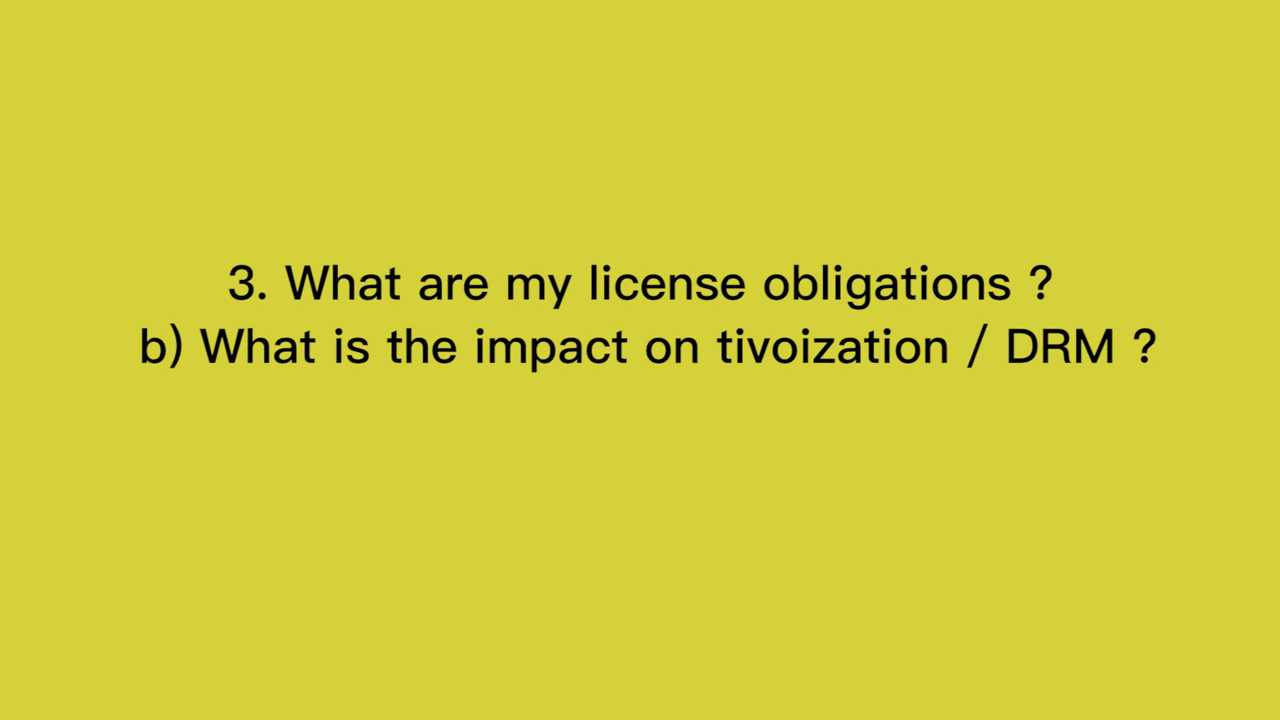 3. What are my license obligations ?
b) What is the impact on tivoization / DRM ?